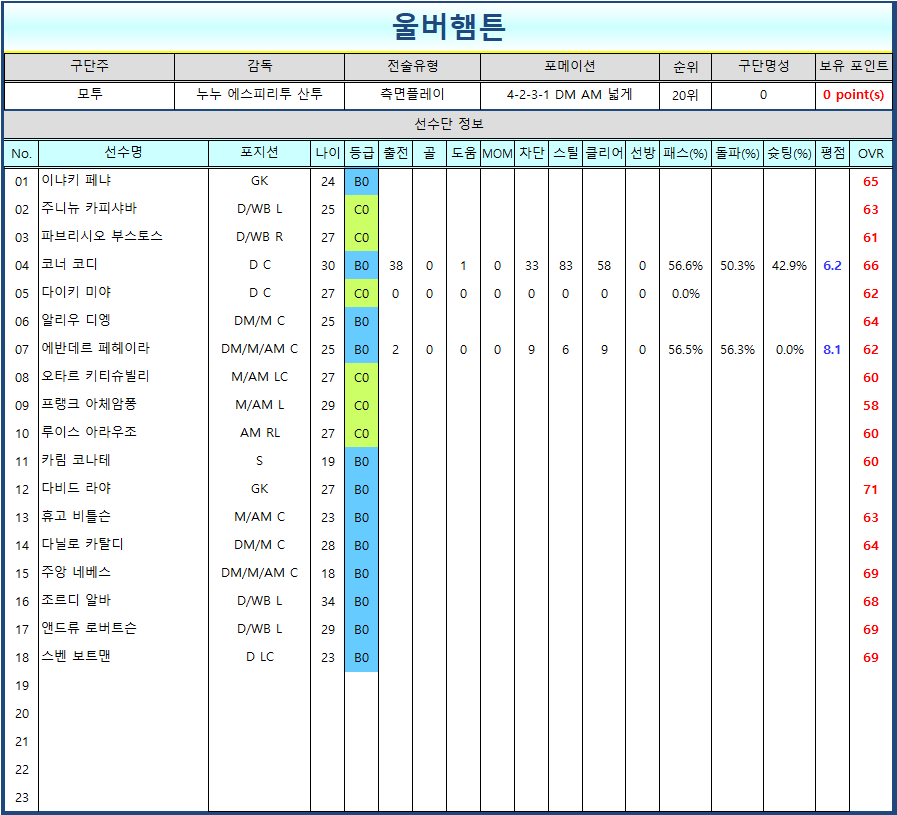 울버햄튼
구단주 감독 전술유형 포메이션 순위 구단명성 보유 포인트
모투 누누 에스피리투 산투 측면플레이 4-2-3-1 DM AM 넓게 20위 0 0 point(s)
선수단 정보
No. 선수명 포지션 나이 등급 출전 골 도움 MOM 차단 스틸 클리어 선방 패스(%) 돌파(%) 슛팅(%) 평점 OVR
01 이냐키 페냐 GK 24 B0 65
02 주니뉴 카피샤바 D/WB L 25 C0 63
03 파브리시오 부스토스 D/WB R 27 C0 61
04 코너 코디 D C 30 B0 38 0 1 0 33 83 58 0 56.6% 50.3% 42.9% 6.2 66
05 다이키 미야 D C 27 C0 0 0 0 0 0 0 0 0 0.0% 62
06 알리우 디엥 DM/M C 25 B0 64
07 에반데르 페헤이라 DM/M/AM C 25 B0 2 0 0 0 9 6 9 0 56.5% 56.3% 0.0% 8.1 62
08 오타르 키티슈빌리 M/AM LC 27 C0 60
09 프랭크 아체암퐁 M/AM L 29 C0 58
10 루이스 아라우조 AM RL 27 C0 60
11 카림 코나테 S 19 B0 60
12 다비드 라야 GK 27 B0 71
13 휴고 비틀슨 M/AM C 23 B0 63
14 다닐로 카탈디 DM/M C 28 B0 64
15 주앙 네베스 DM/M/AM C 18 B0 69
16 조르디 알바 D/WB L 34 B0 68
17 앤드류 로버트슨 D/WB L 29 B0 69
18 스벤 보트맨 D LC 23 B0 69
19
20
21
22
23